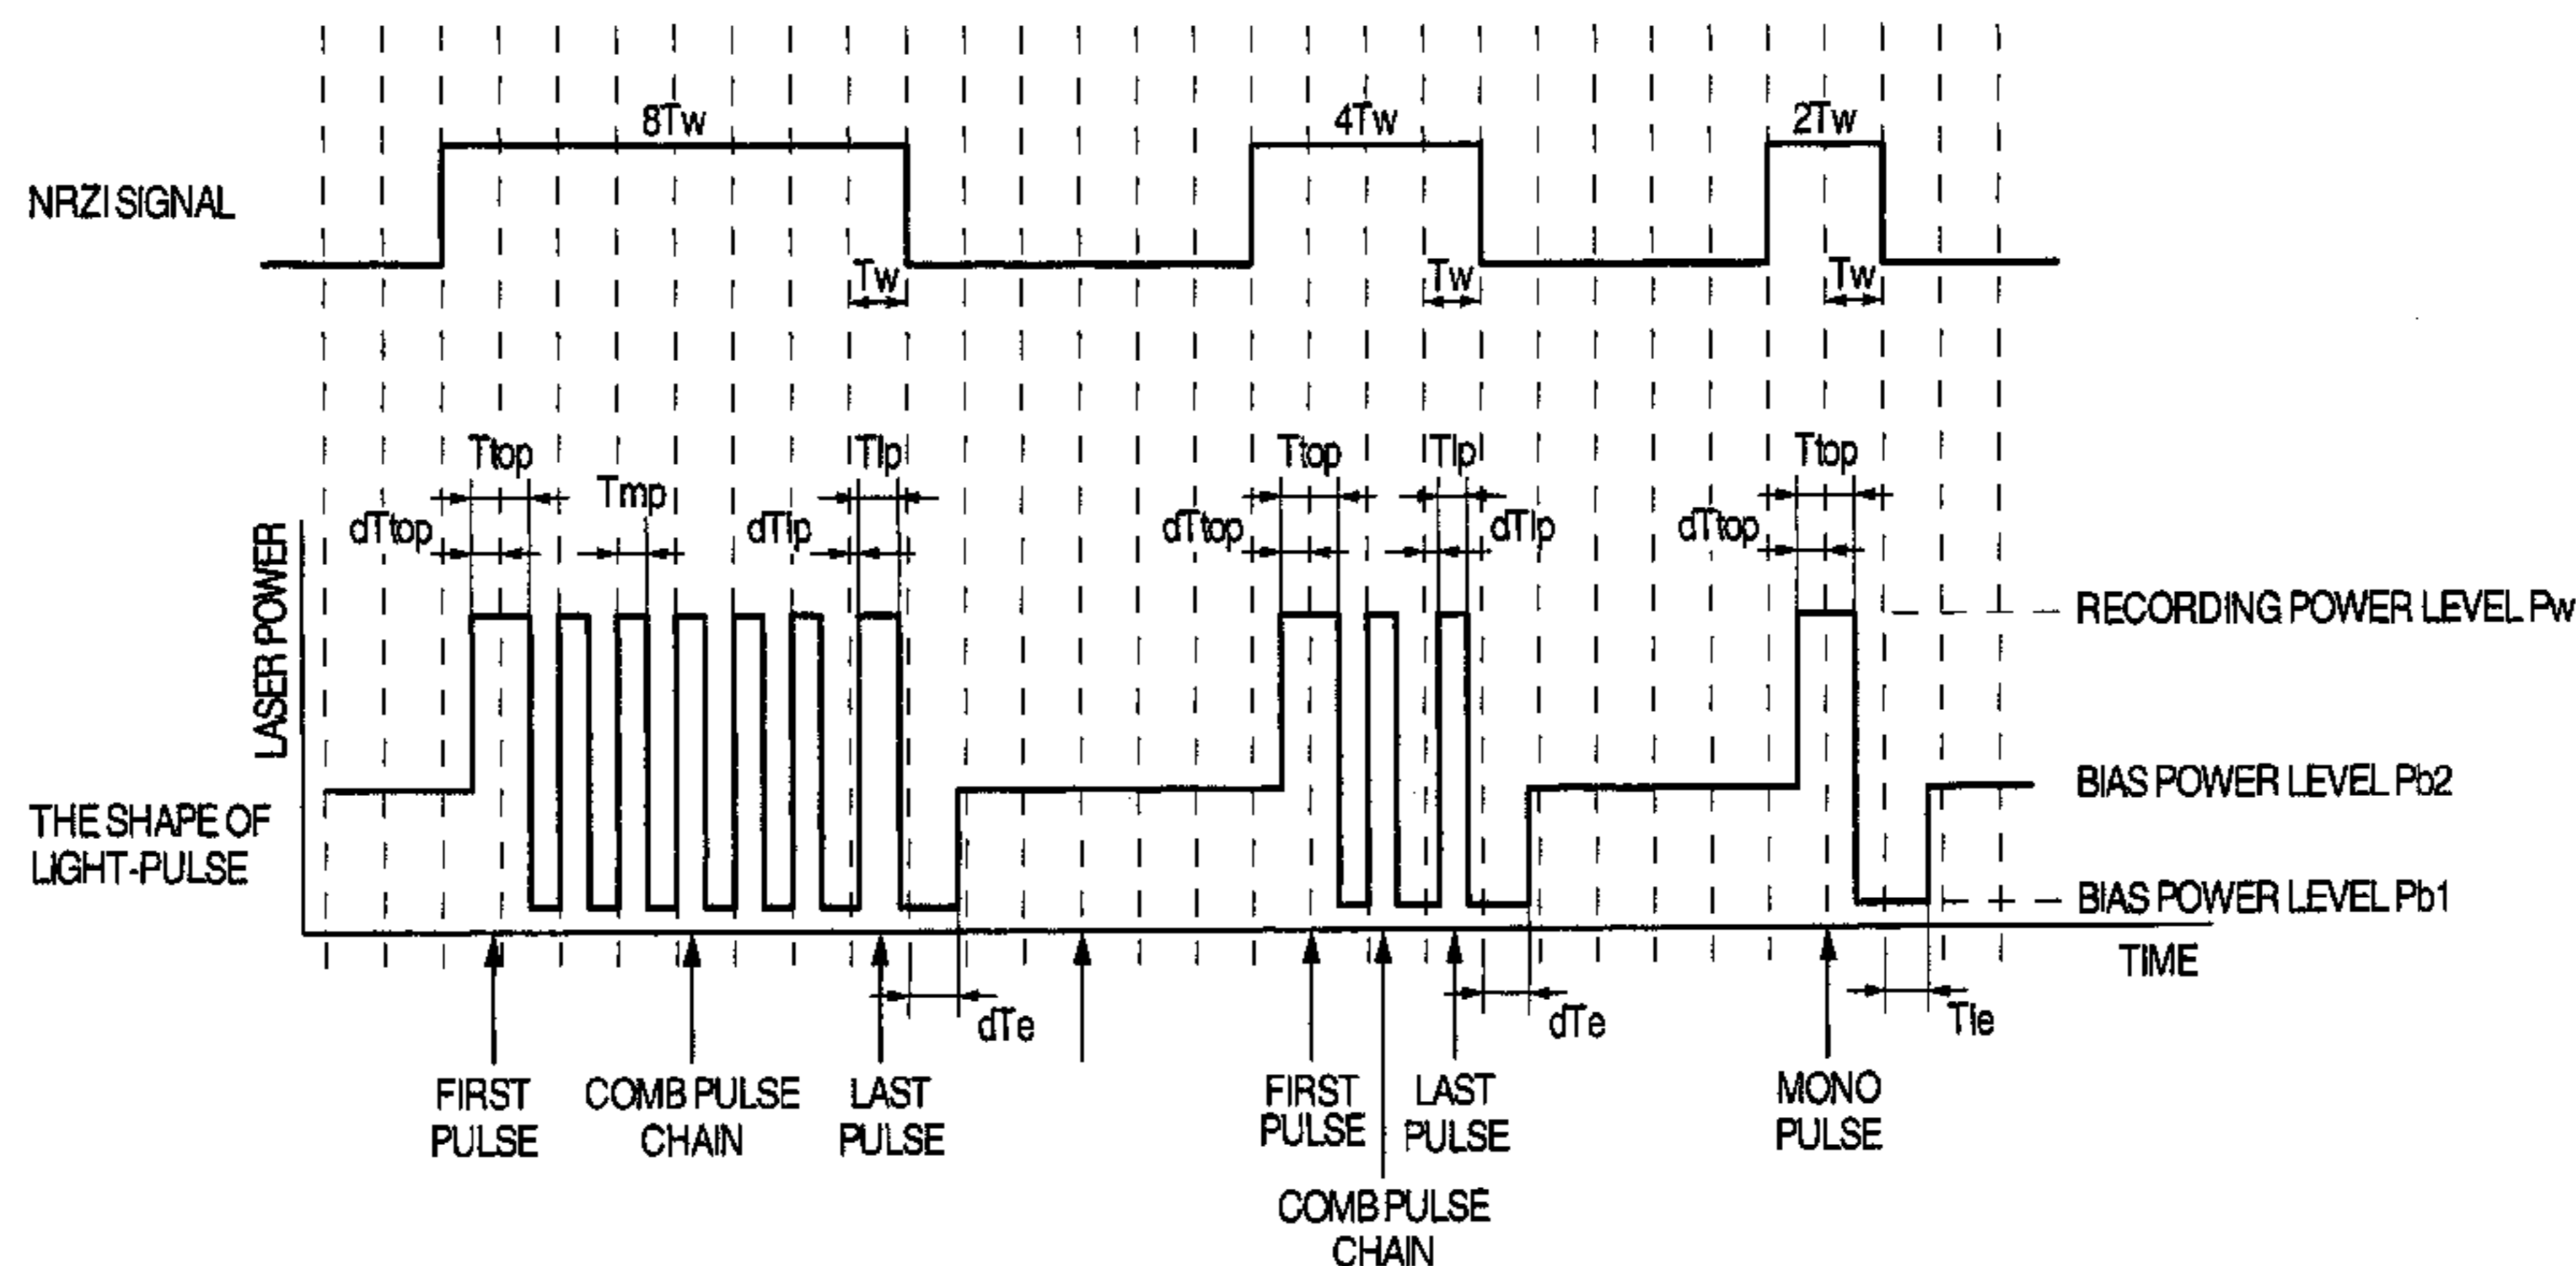 8Tw
4Tw
2Tw
NRZI SIGNAL
Tw
Tw
Tw
Ttop
Tlp
Ttop
Tlp
Ttop
Tmp
dTtop
dTlp
dTtop
dTlp
dTtop
LASER POWER
RECORDING POWER LEVEL Pw
BIAS POWER LEVEL Pb2
THE SHAPE OF
LIGHT-PULSE
BIAS POWER LEVEL Pb1
TIME
dTe
dTe
Tle
FIRST
PULSE
COMB PULSE
CHAIN
LAST
PULSE
FIRST
PULSE
LAST
PULSE
MONO
PULSE
COMB PULSE
CHAIN